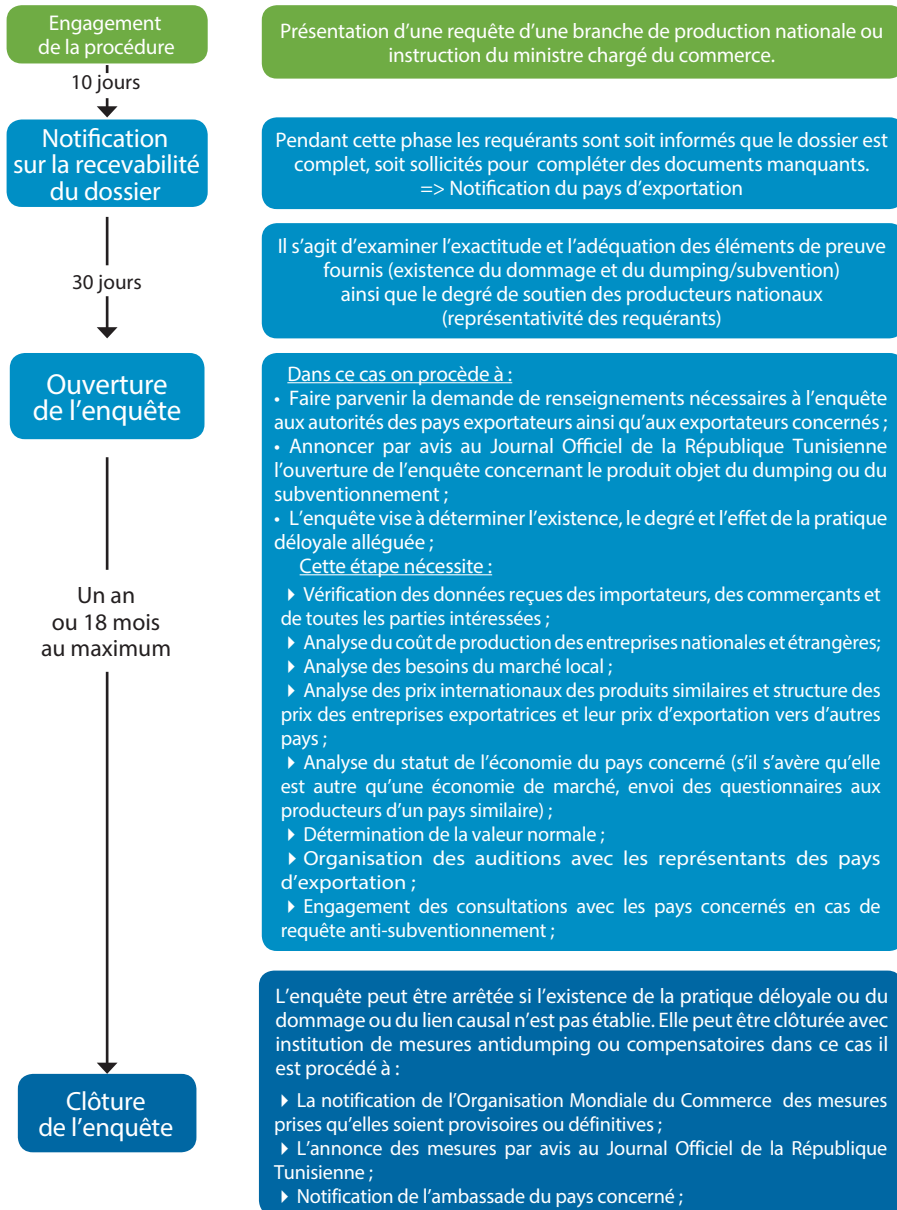 Engagement
de la procédure
Présentation d'une requête d'une branche de production nationale ou
instruction du ministre chargé du commerce.
10 jours
Notification
sur la recevabilité
du dossier
Pendant cette phase les requérants sont soit informés que le dossier est
complet, soit sollicités pour compléter des documents manquants.
=> Notification du pays d'exportation
30 jours
Il s'agit d'examiner l'exactitude et l'adéquation des éléments de preuve
fournis (existence du dommage et du dumping/subvention)
ainsi que le degré de soutien des producteurs nationaux
(représentativité des requérants)
Ouverture
de l'enquête
Dans ce cas on procède à :
• Faire parvenir la demande de renseignements nécessaires à l'enquête
aux autorités des pays exportateurs ainsi qu'aux exportateurs concernés ;
• Annoncer par avis au Journal Officiel de la République Tunisienne
l'ouverture de l'enquête concernant le produit objet du dumping ou du
subventionnement ;
• L'enquête vise à déterminer l'existence, le degré et l'effet de la pratique
déloyale alléguée ;
Cette étape nécessite :
▶ Vérification des données reçues des importateurs, des commerçants et
de toutes les parties intéressées ;
▶ Analyse du coût de production des entreprises nationales et étrangères;
▶ Analyse des besoins du marché local ;
▶ Analyse des prix internationaux des produits similaires et structure des
prix des entreprises exportatrices et leur prix d'exportation vers d'autres
pays ;
▶ Analyse du statut de l'économie du pays concerné (s'il s'avère qu'elle
est autre qu'une économie de marché, envoi des questionnaires aux
producteurs d'un pays similaire) ;
▶ Détermination de la valeur normale ;
▶ Organisation des auditions avec les représentants des pays
d'exportation ;
▶ Engagement des consultations avec les pays concernés en cas de
requête anti-subventionnement ;
Un an
ou 18 mois
au maximum
Clôture
de l'enquête
L'enquête peut être arrêtée si l'existence de la pratique déloyale ou du
dommage ou du lien causal n'est pas établie. Elle peut être clôturée avec
institution de mesures antidumping ou compensatoires dans ce cas il
est procédé à :
▶ La notification de l'Organisation Mondiale du Commerce des mesures
prises qu'elles soient provisoires ou définitives ;
▶ L'annonce des mesures par avis au Journal Officiel de la République
Tunisienne ;
▶ Notification de l'ambassade du pays concerné ;